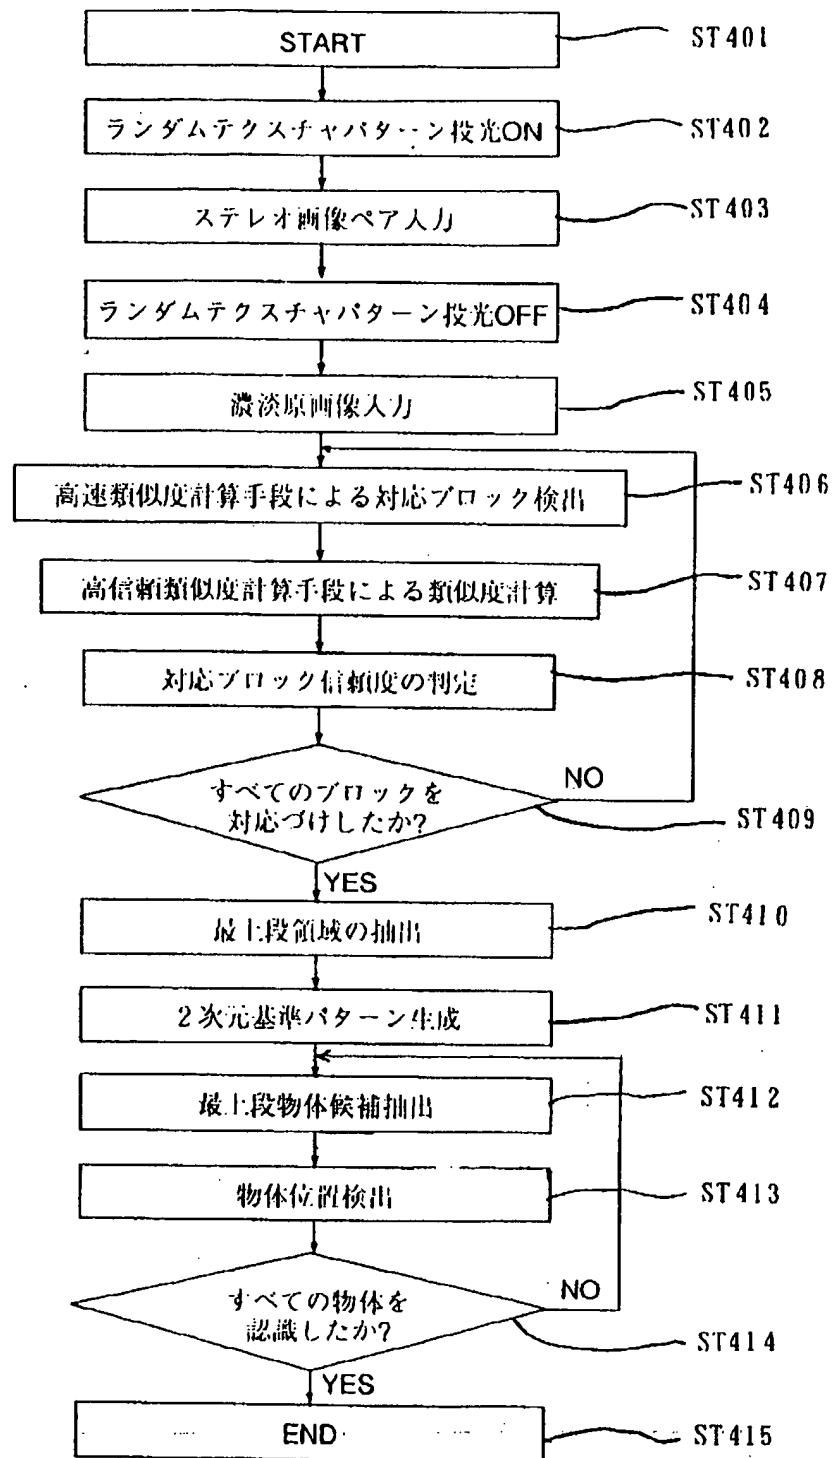 START
ST401
ランダムテクスチャパターン投光ON
ST402
ステレオ画像ペア入力
ST403
ランダムテクスチャパターン投光OFF
ST404
濃淡原画像入力
ST405
高速類似度計算手段による対応ブロック検出
ST406
高信頼類似度計算手段による類似度計算
ST407
対応ブロック信頼度の判定
ST408
すべてのブロックを
対応づけしたか?
NO
ST409
YES
最上段領域の抽出
ST410
2次元基準パターン生成
ST411
最上段物体候補抽出
ST412
物体位置検出
ST413
すべての物体を
認識したか?
NO
ST414
YES
END
ST415